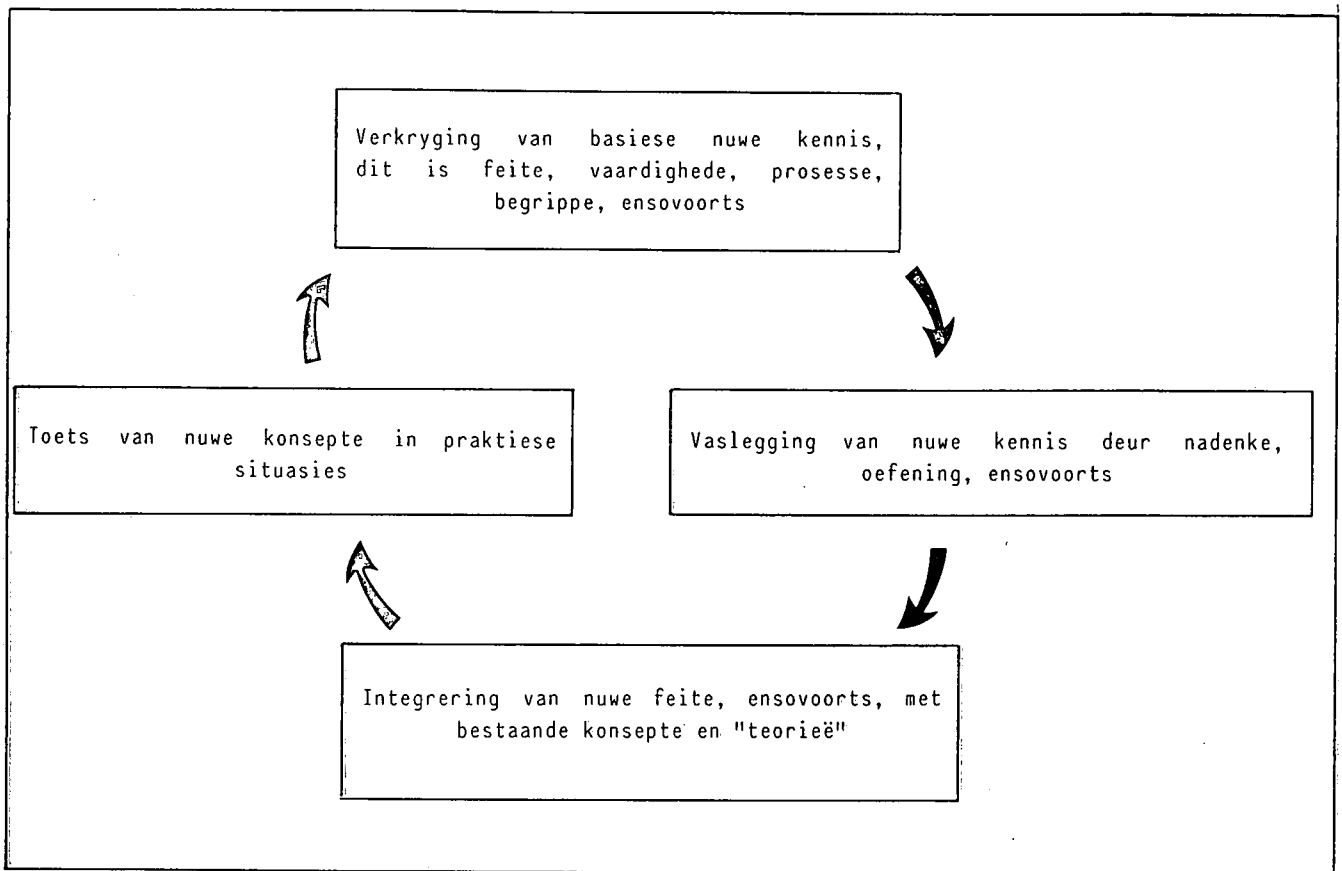 Verkryging van basiese nuwe kennis,
dit is feite, vaardighede, prosesse,
begrippe, ensovoorts
Toets van nuwe konsepte in praktiese
situasies
Vaslegging van nuwe kennis deur nadenke,
oefening, ensovoorts
Integrering van nuwe feite, ensovoorts, met
bestaande konsepte en "teorieë"